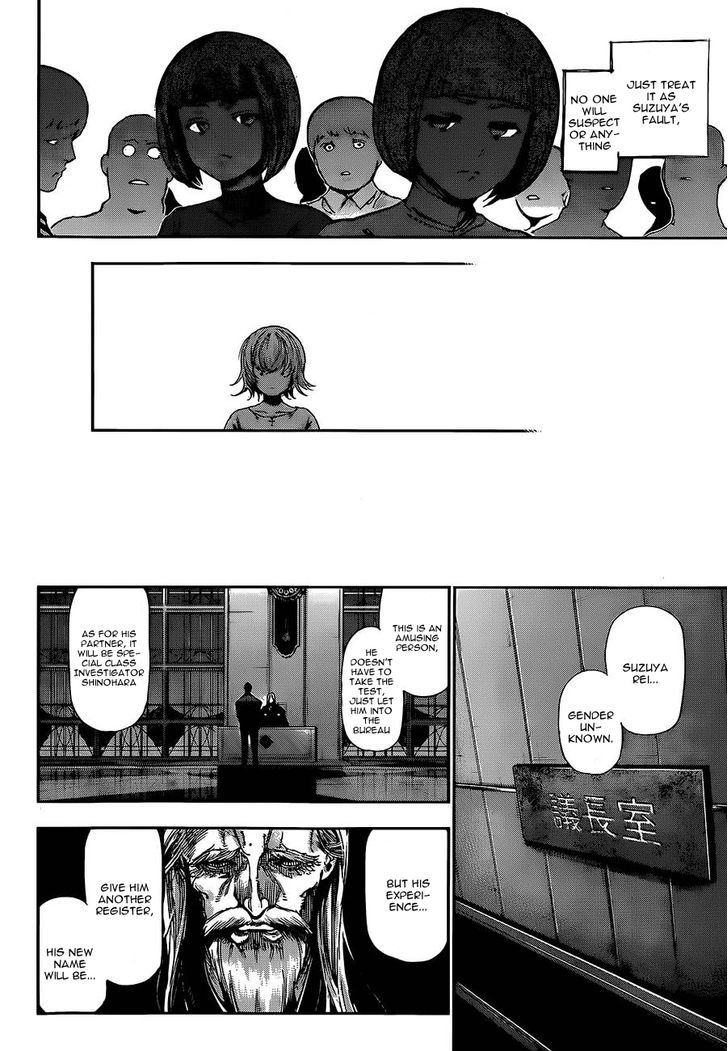 JUST TREAT
IT AS
SUZUYA'S
FAULT,
NO ONE
WILL
SUSPECT
OR ANY-
THING
SUZUYA
REI...
GENDER
UN-
KNOWN.
議長室
THIS IS AN
AMUSING
PERSON,
HE
DOESN'T
HAVE TO
TAKE THE
TEST,
JUST LET
HIM INTO
THE
BUREAU
AS FOR HIS
PARTNER, IT
WILL BE SPE-
CIAL CLASS
INVESTIGATOR
SHINOHARA
BUT HIS
EXPERI-
ENCE...
GIVE HIM
ANOTHER
REGISTER,
HIS NEW
NAME
WILL BE...